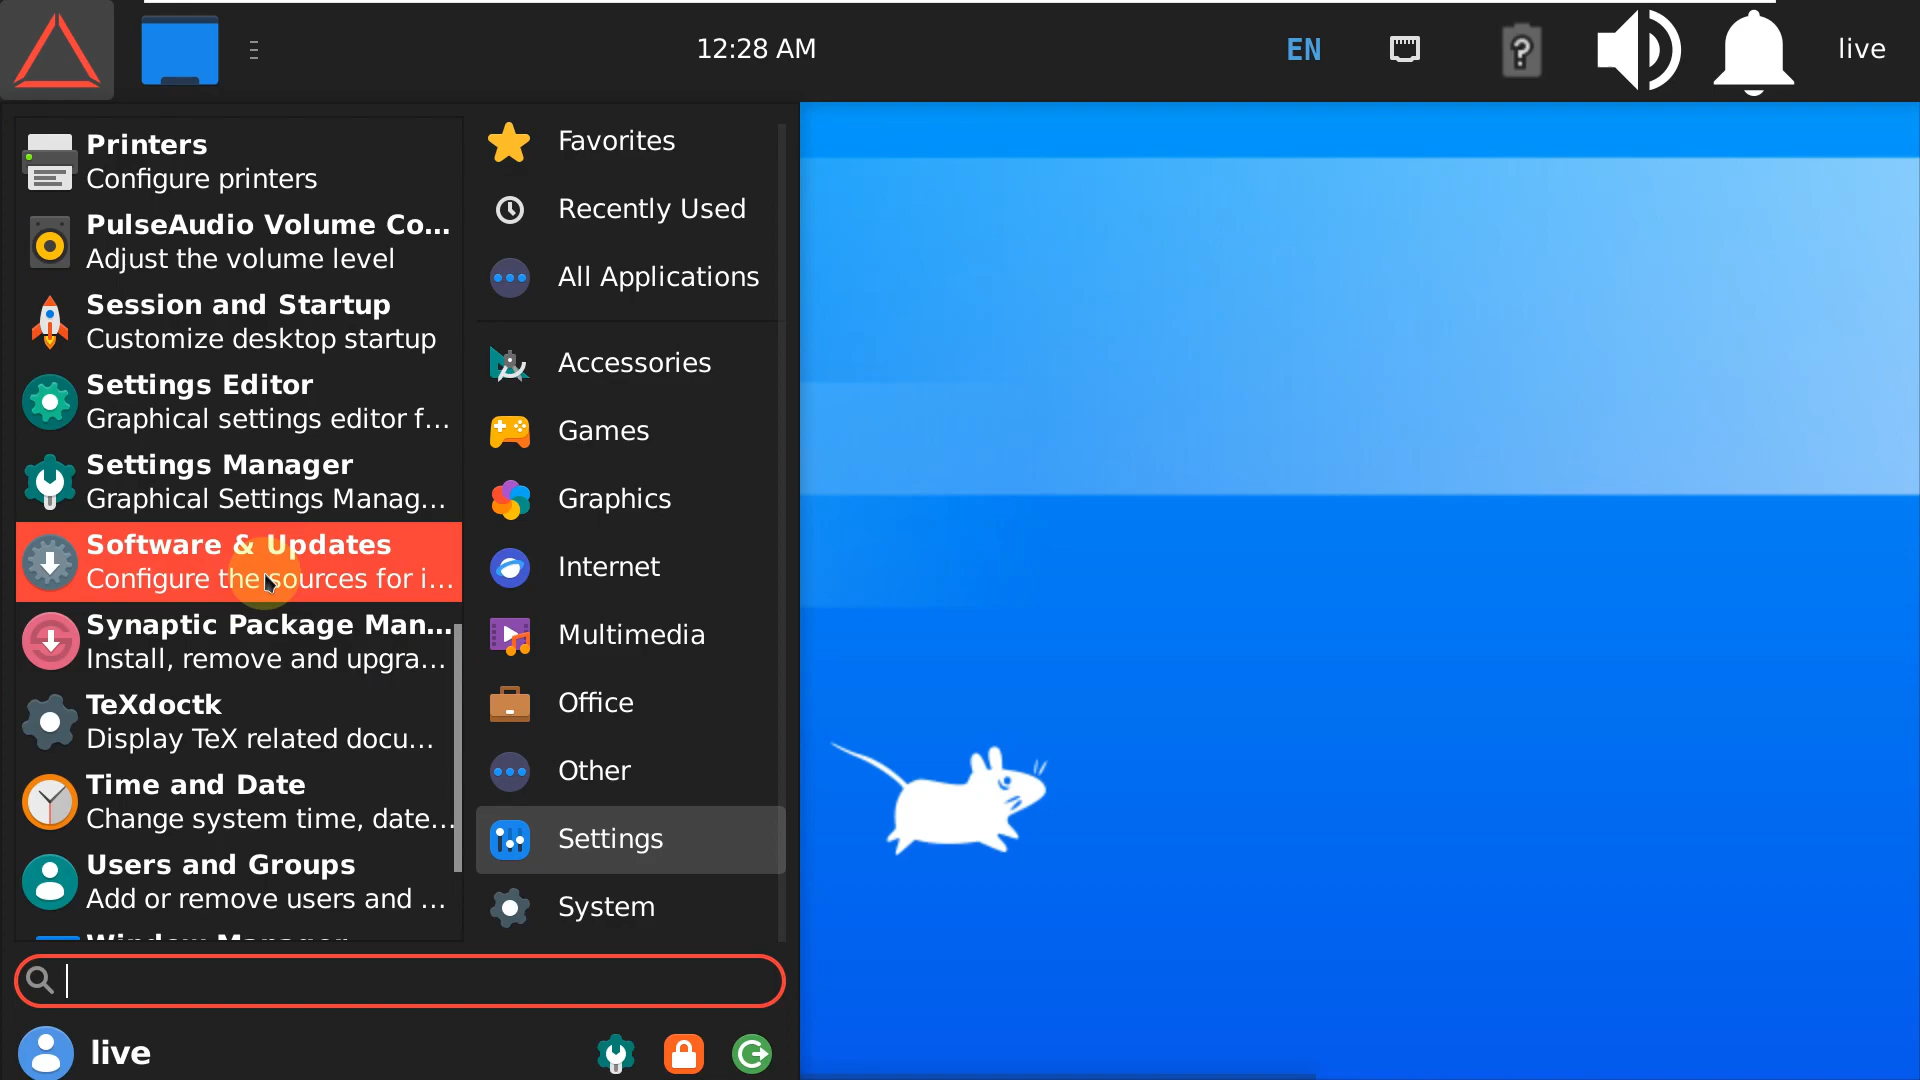 12:28 AM
EN
live
Printers
Configure printers
PulseAudio Volume Co...
Adjust the volume level
Session and Startup
Customize desktop startup
Settings Editor
Graphical settings editor f...
Settings Manager
Graphical Settings Manag...
Software & Updates
Configure the sources for i...
Synaptic Package Man...
Install, remove and upgra...
TeXdoctk
Display TeX related docu...
Time and Date
Change system time, date...
Users and Groups
Add or remove users and ...
Window Manager
Favorites
Recently Used
All Applications
Accessories
Games
Graphics
Internet
Multimedia
Office
Other
Settings
System
live